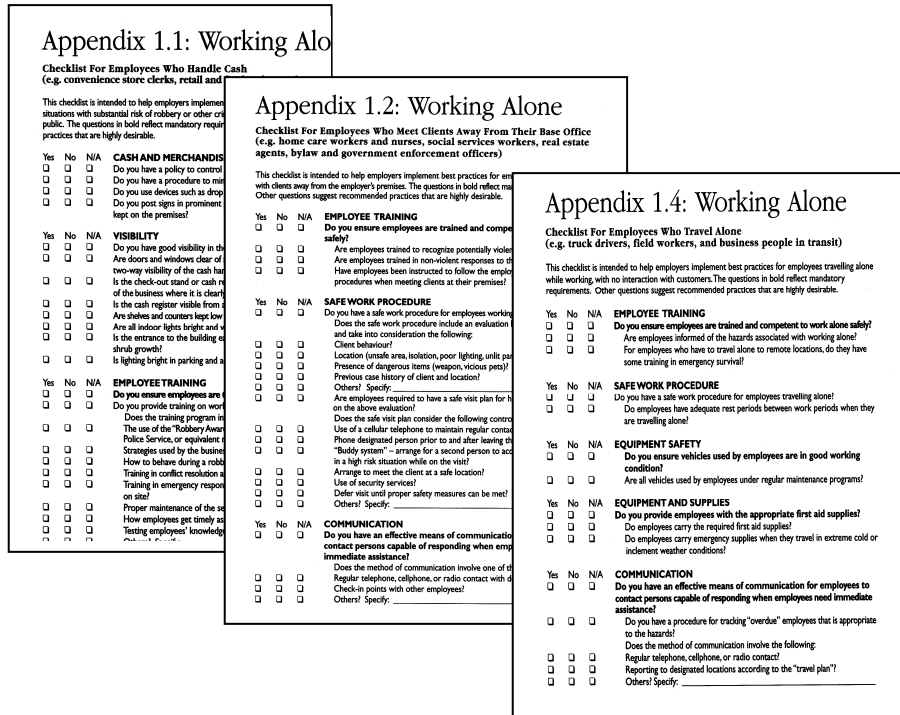 Appendix 1.1: Working Alo
Checklist For Employees Who Handle Cash
(e.g. convenience store clerks, retail and
This checklist is intended to help employers implemen
situations with substantial risk of robbery or other cri
public. The questions in bold reflect mandatory requir
practices that are highly desirable.
Yes No N/A CASH AND MERCHANDIS
❑ ❑ ❑ Do you have a policy to control
❑ ❑ ❑ Do you have a procedure to min
❑ ❑ ❑ Do you use devices such as drop
❑ ❑ ❑ Do you post signs in prominent
kept on the premises?
Yes No N/A VISIBILITY
❑ ❑ ❑ Do you have good visibility in th
❑ ❑ ❑ Are doors and windows clear of
two-way visibility of the cash har
❑ ❑ ❑ Is the check-out stand or cash re
of the business where it is clearly
❑ ❑ ❑ Is the cash register visible from a
❑ ❑ ❑ Are shelves and counters kept low
❑ ❑ ❑ Are all indoor lights bright and v
❑ ❑ ❑ Is the entrance to the building ea
shrub growth?
❑ ❑ ❑ Is lighting bright in parking and a
Yes No N/A EMPLOYEE TRAINING
❑ ❑ ❑ Do you ensure employees are t
❑ ❑ ❑ Do you provide training on worl
Does the training program in
❑ ❑ ❑ The use of the "Robbery Awar
Police Service, or equivalent r
❑ ❑ ❑ Strategies used by the busines
❑ ❑ ❑ How to behave during a robb
❑ ❑ ❑ Training in conflict resolution a
❑ ❑ ❑ Training in emergency respon
on site?
❑ ❑ ❑ Proper maintenance of the se
❑ ❑ ❑ How employees get timely as
❑ ❑ ❑ Testing employees' knowledge
Appendix 1.2: Working Alone
Checklist For Employees Who Meet Clients Away From Their Base Office
(e.g. home care workers and nurses, social services workers, real estate
agents, bylaw and government enforcement officers)
This checklist is intended to help employers implement best practices for em
with clients away from the employer's premises. The questions in bold reflect ma
Other questions suggest recommended practices that are highly desirable.
Yes No N/A EMPLOYEE TRAINING
❑ ❑ ❑ Do you ensure employees are trained and compe
safely?
❑ ❑ ❑ Are employees trained to recognize potentially violen
❑ ❑ ❑ Are employees trained in non-violent responses to th
❑ ❑ ❑ Have employees been instructed to follow the emplo
procedures when meeting clients at their premises?
Yes No N/A SAFE WORK PROCEDURE
❑ ❑ ❑ Do you have a safe work procedure for employees working
Does the safe work procedure include an evaluation
and take into consideration the following:
❑ ❑ ❑ Client behaviour?
❑ ❑ ❑ Location (unsafe area, isolation, poor lighting, unlit par
❑ ❑ ❑ Presence of dangerous items (weapon, vicious pets)?
❑ ❑ ❑ Previous case history of client and location?
❑ ❑ ❑ Others? Specify:
❑ ❑ ❑ Are employees required to have a safe visit plan for h
on the above evaluation?
Does the safe visit plan consider the following contro
❑ ❑ ❑ Use of a cellular telephone to maintain regular contac
❑ ❑ ❑ Phone designated person prior to and after leaving th
❑ ❑ ❑ "Buddy system" – arrange for a second person to acc
in a high risk situation while on the visit?
❑ ❑ ❑ Arrange to meet the client at a safe location?
❑ ❑ ❑ Use of security services?
❑ ❑ ❑ Defer visit until proper safety measures can be met?
❑ ❑ ❑ Others? Specify:
Yes No N/A COMMUNICATION
❑ ❑ ❑ Do you have an effective means of communicatio
contact persons capable of responding when emp
immediate assistance?
Does the method of communication involve one of th
❑ ❑ ❑ Regular telephone, cellphone, or radio contact with d
❑ ❑ ❑ Check-in points with other employees?
❑ ❑ ❑ Others? Specify:
Appendix 1.4: Working Alone
Checklist For Employees Who Travel Alone
(e.g. truck drivers, field workers, and business people in transit)
This checklist is intended to help employers implement best practices for employees travelling alone
while working, with no interaction with customers. The questions in bold reflect mandatory
requirements. Other questions suggest recommended practices that are highly desirable.
Yes No N/A EMPLOYEE TRAINING
❑ ❑ ❑ Do you ensure employees are trained and competent to work alone safely?
❑ ❑ ❑ Are employees informed of the hazards associated with working alone?
❑ ❑ ❑ For employees who have to travel alone to remote locations, do they have
some training in emergency survival?
Yes No N/A SAFE WORK PROCEDURE
❑ ❑ ❑ Do you have a safe work procedure for employees travelling alone?
❑ ❑ ❑ Do employees have adequate rest periods between work periods when they
are travelling alone?
Yes No N/A EQUIPMENT SAFETY
❑ ❑ ❑ Do you ensure vehicles used by employees are in good working
condition?
❑ ❑ ❑ Are all vehicles used by employees under regular maintenance programs?
Yes No N/A EQUIPMENT AND SUPPLIES
❑ ❑ ❑ Do you provide employees with the appropriate first aid supplies?
❑ ❑ ❑ Do employees carry the required first aid supplies?
❑ ❑ ❑ Do employees carry emergency supplies when they travel in extreme cold or
inclement weather conditions?
Yes No N/A COMMUNICATION
❑ ❑ ❑ Do you have an effective means of communication for employees to
contact persons capable of responding when employees need immediate
assistance?
❑ ❑ ❑ Do you have a procedure for tracking "overdue" employees that is appropriate
to the hazards?
Does the method of communication involve the following:
❑ ❑ ❑ Regular telephone, cellphone, or radio contact?
❑ ❑ ❑ Reporting to designated locations according to the "travel plan"?
❑ ❑ ❑ Others? Specify: